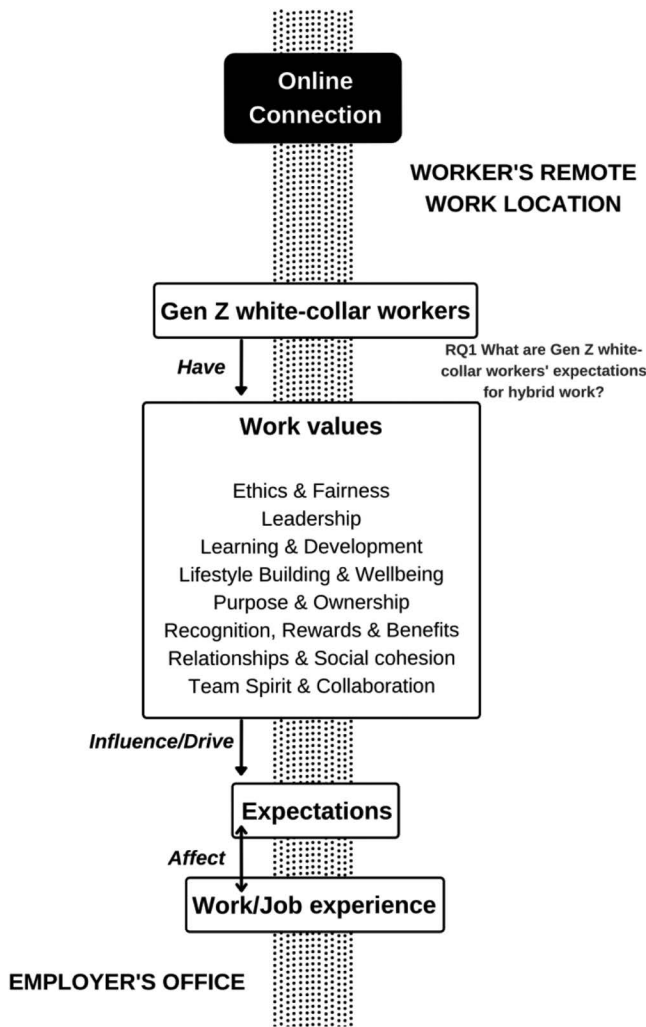 Online
Connection
WORKER'S REMOTE
WORK LOCATION
Gen Z white-collar workers
Have
RQ1 What are Gen Z white-
collar workers' expectations
for hybrid work?
Work values
Ethics & Fairness
Leadership
Learning & Development
Lifestyle Building & Wellbeing
Purpose & Ownership
Recognition, Rewards & Benefits
Relationships & Social cohesion
Team Spirit & Collaboration
Influence/Drive
Expectations
Affect
Work/Job experience
EMPLOYER'S OFFICE